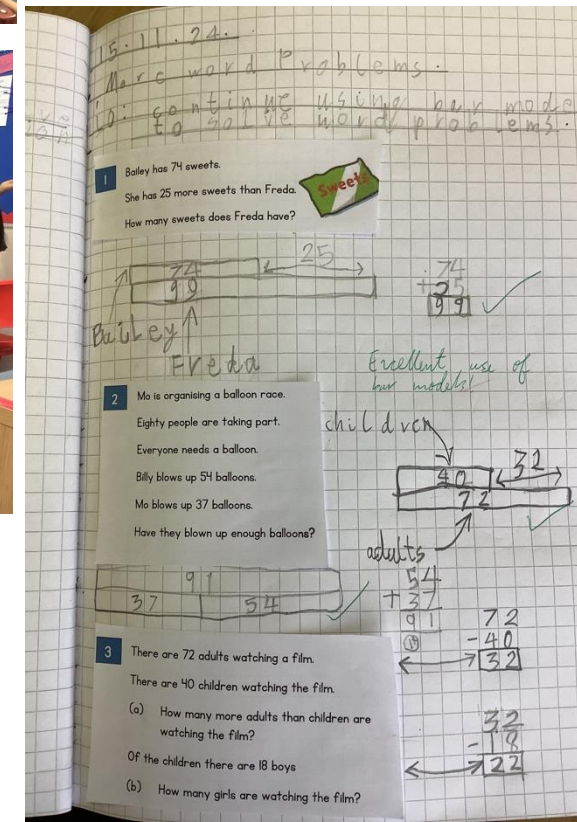 15.11.24.
More word Problems.
to: continue using bar mode
to solve word problems.
1
Bailey has 74 sweets.
She has 25 more sweets than Freda.
How many sweets does Freda have?
Sweets
74
25
99
Bailey
Freda
74
+25
99
Excellent use of
bar models!
2
Mo is organising a balloon race.
Eighty people are taking part.
Everyone needs a balloon.
Billy blows up 54 balloons.
Mo blows up 37 balloons.
Have they blown up enough balloons?
children
40
32
72
adults
91
37 54
54
+37
91
72
-40
32
3
There are 72 adults watching a film.
There are 40 children watching the film.
(a) How many more adults than children are
watching the film?
Of the children there are 18 boys
(b) How many girls are watching the film?
32
-18
22